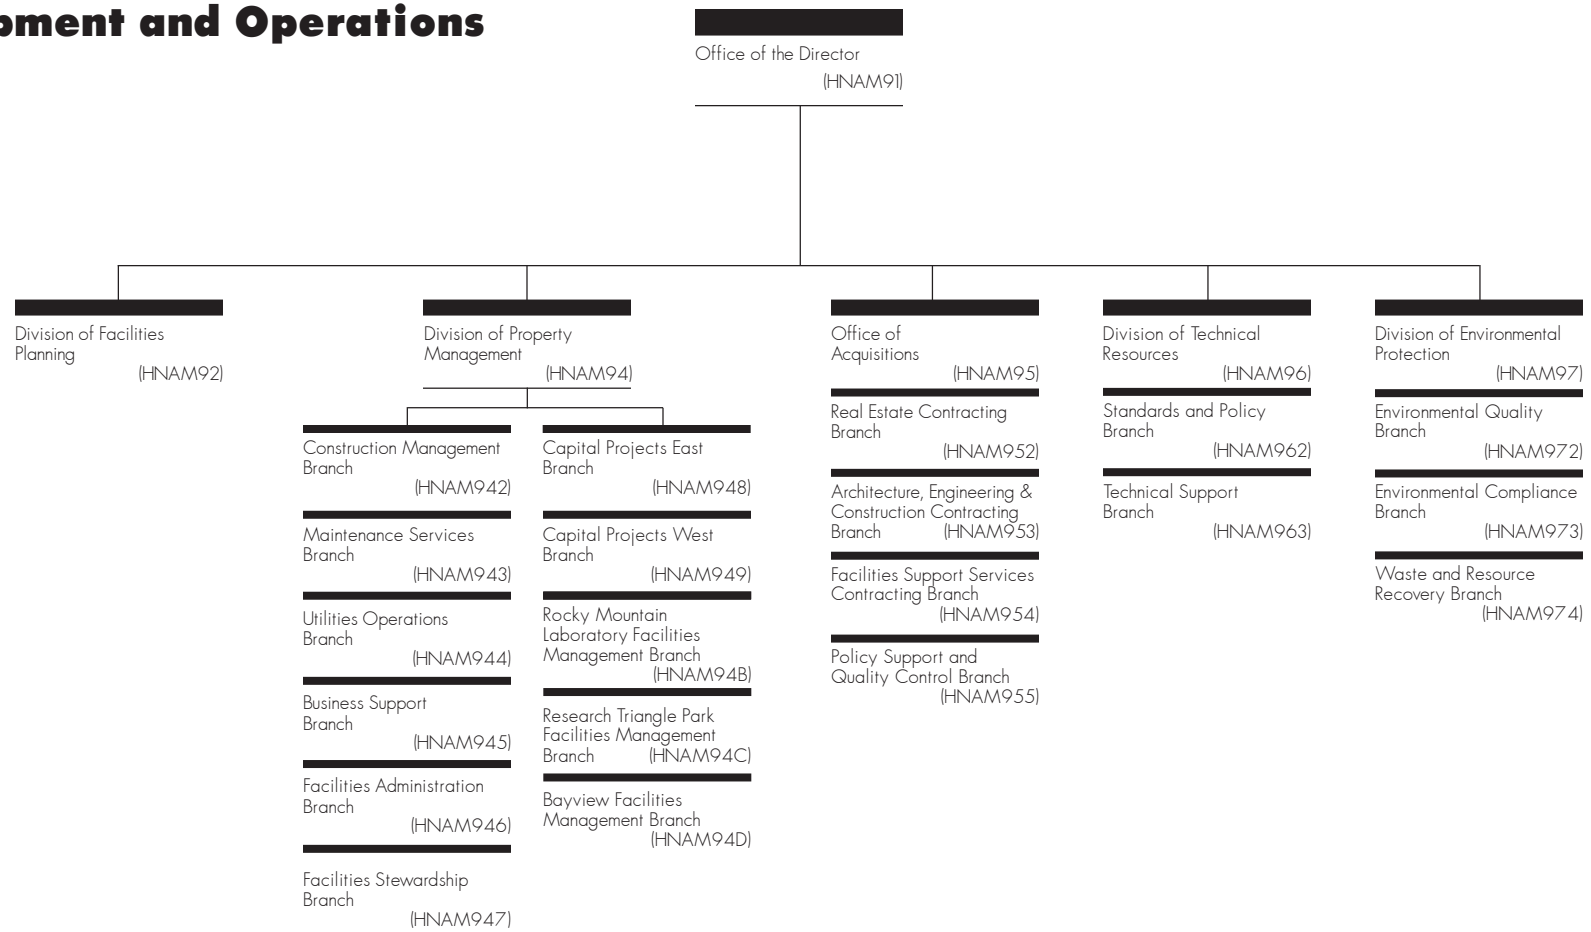 and Operations
Office of the Director
(HNAM91)
Division of Facilities
Planning
(HNAM92)
Division of Property
Management
(HNAM94)
Construction Management
Branch
(HNAM942)
Maintenance Services
Branch
(HNAM943)
Utilities Operations
Branch
(HNAM944)
Business Support
Branch
(HNAM945)
Facilities Administration
Branch
(HNAM946)
Facilities Stewardship
Branch
(HNAM947)
Capital Projects East
Branch
(HNAM948)
Capital Projects West
Branch
(HNAM949)
Rocky Mountain
Laboratory Facilities
Management Branch
(HNAM94B)
Research Triangle Park
Facilities Management
Branch (HNAM94C)
Bayview Facilities
Management Branch
(HNAM94D)
Office of
Acquisitions
(HNAM95)
Real Estate Contracting
Branch
(HNAM952)
Architecture, Engineering &
Construction Contracting
Branch (HNAM953)
Facilities Support Services
Contracting Branch
(HNAM954)
Policy Support and
Quality Control Branch
(HNAM955)
Division of Technical
Resources
(HNAM96)
Standards and Policy
Branch
(HNAM962)
Technical Support
Branch
(HNAM963)
Division of Environmental
Protection
(HNAM97)
Environmental Quality
Branch
(HNAM972)
Environmental Compliance
Branch
(HNAM973)
Waste and Resource
Recovery Branch
(HNAM974)